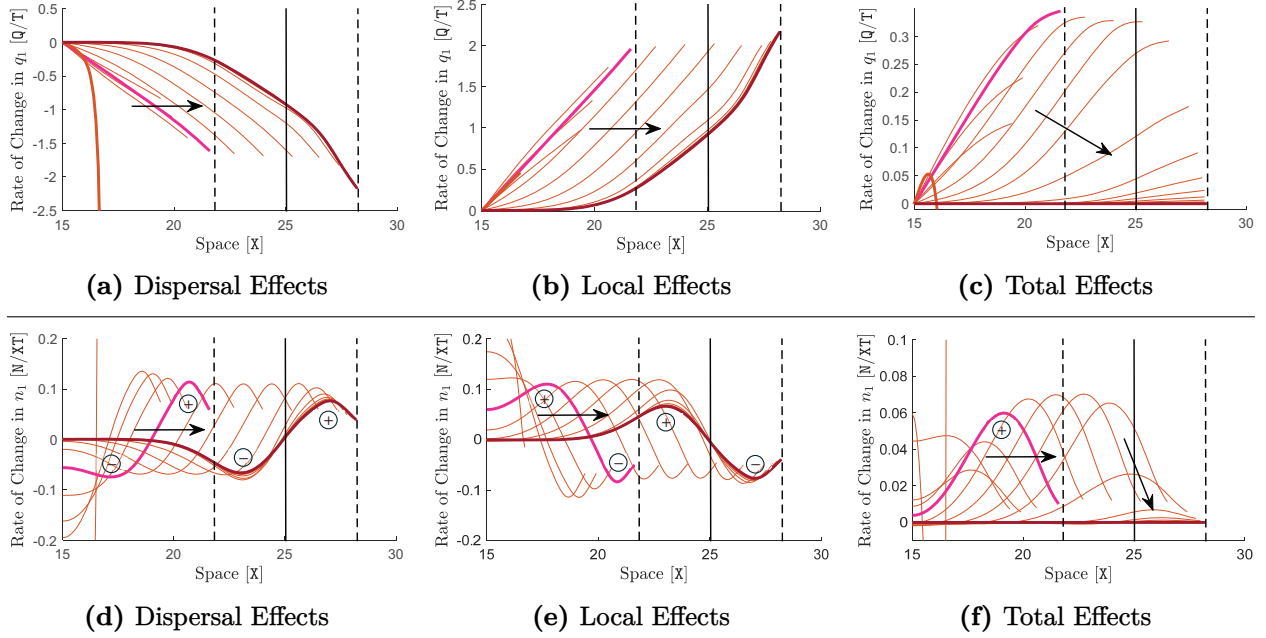 Rate of Change in q₁ [Q/T]
0.5
0
-0.5
-1
-1.5
-2
-2.5
15 20 25 30
Space [X]
(a) Dispersal Effects
Rate of Change in q₁ [Q/T]
2.5
2
1.5
1
0.5
0
15 20 25 30
Space [X]
(b) Local Effects
Rate of Change in q₁ [Q/T]
0.3
0.25
0.2
0.15
0.1
0.05
0
15 20 25 30
Space [X]
(c) Total Effects
Rate of Change in n₁ [N/XT]
0.2
0.1
0
-0.1
-0.2
+
−
−
+
15 20 25 30
Space [X]
(d) Dispersal Effects
Rate of Change in n₁ [N/XT]
0.2
0.1
0
-0.1
-0.2
+
+
−
−
15 20 25 30
Space [X]
(e) Local Effects
Rate of Change in n₁ [N/XT]
0.1
0.08
0.06
0.04
0.02
0
+
15 20 25 30
Space [X]
(f) Total Effects